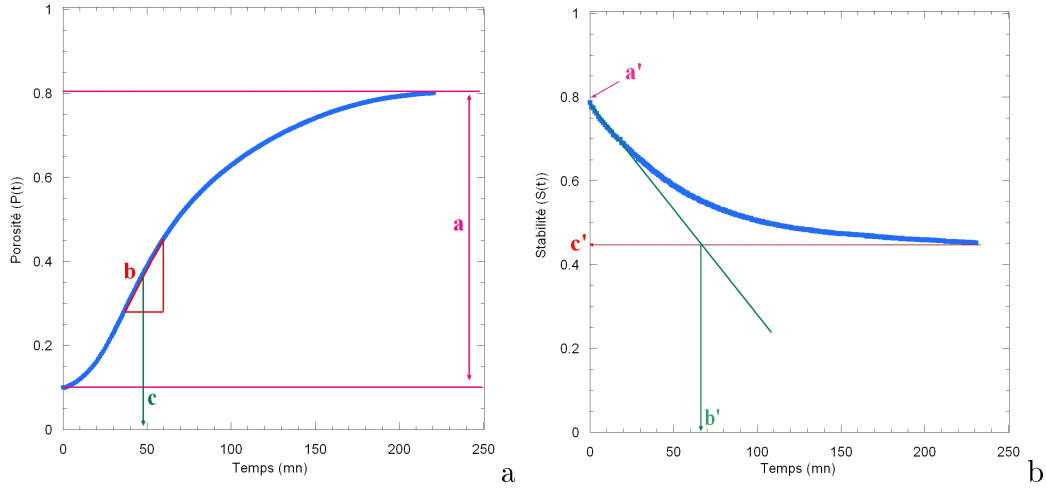 1
0.8
0.6
0.4
0.2
0
Porosité (P(t))
a
b
c
0 50 100 150 200 250
Temps (mn)
a
1
0.8
0.6
0.4
0.2
0
Stabilité (S(t))
a'
c'
b'
0 50 100 150 200 250
Temps (mn)
b